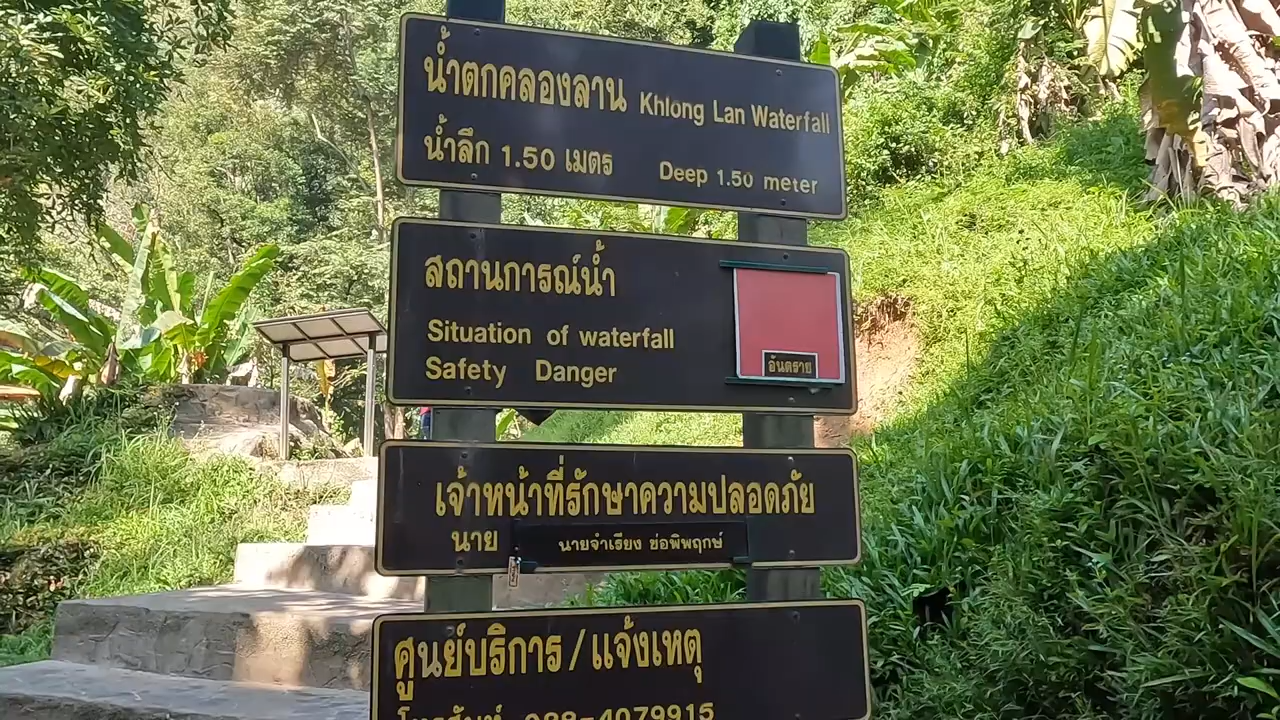 น้ำตกคลองลาน Khlong Lan Waterfall
น้ำลึก 1.50 เมตร Deep 1.50 meter
สถานการณ์น้ำ
Situation of waterfall
Safety Danger
อันตราย
เจ้าหน้าที่รักษาความปลอดภัย
นาย นายจำเรียง ช่อพิพฤกษ์
ศูนย์บริการ/แจ้งเหตุ
โทรศัพท์ 088-4079915